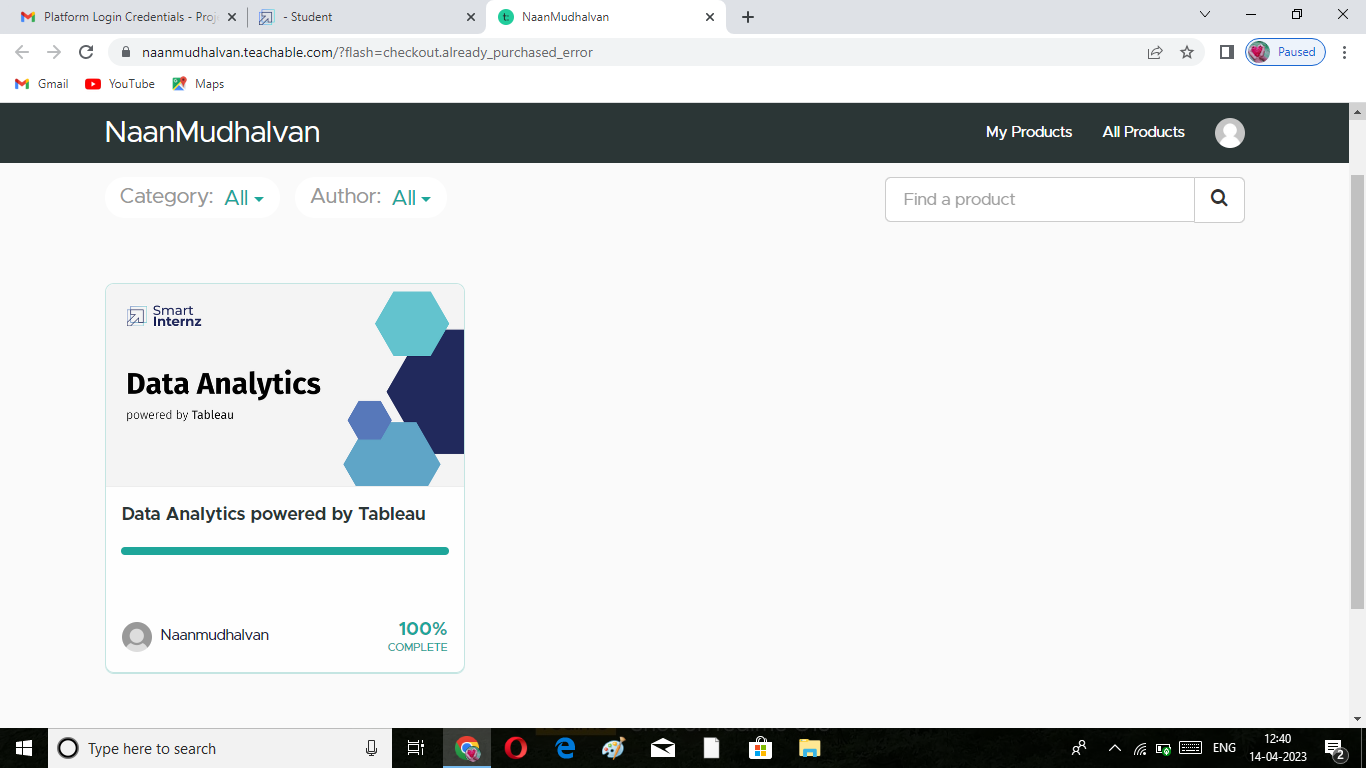 Platform Login Credentials - Proj
- Student
NaanMudhalvan
naanmudhalvan.teachable.com/?flash=checkout.already_purchased_error
Paused
Gmail
YouTube
Maps
NaanMudhalvan
My Products
All Products
Category: All
Author: All
Find a product
Smart
Internz
Data Analytics
powered by Tableau
Data Analytics powered by Tableau
Naanmudhalvan
100%
COMPLETE
Type here to search
ENG
12:40
14-04-2023
2